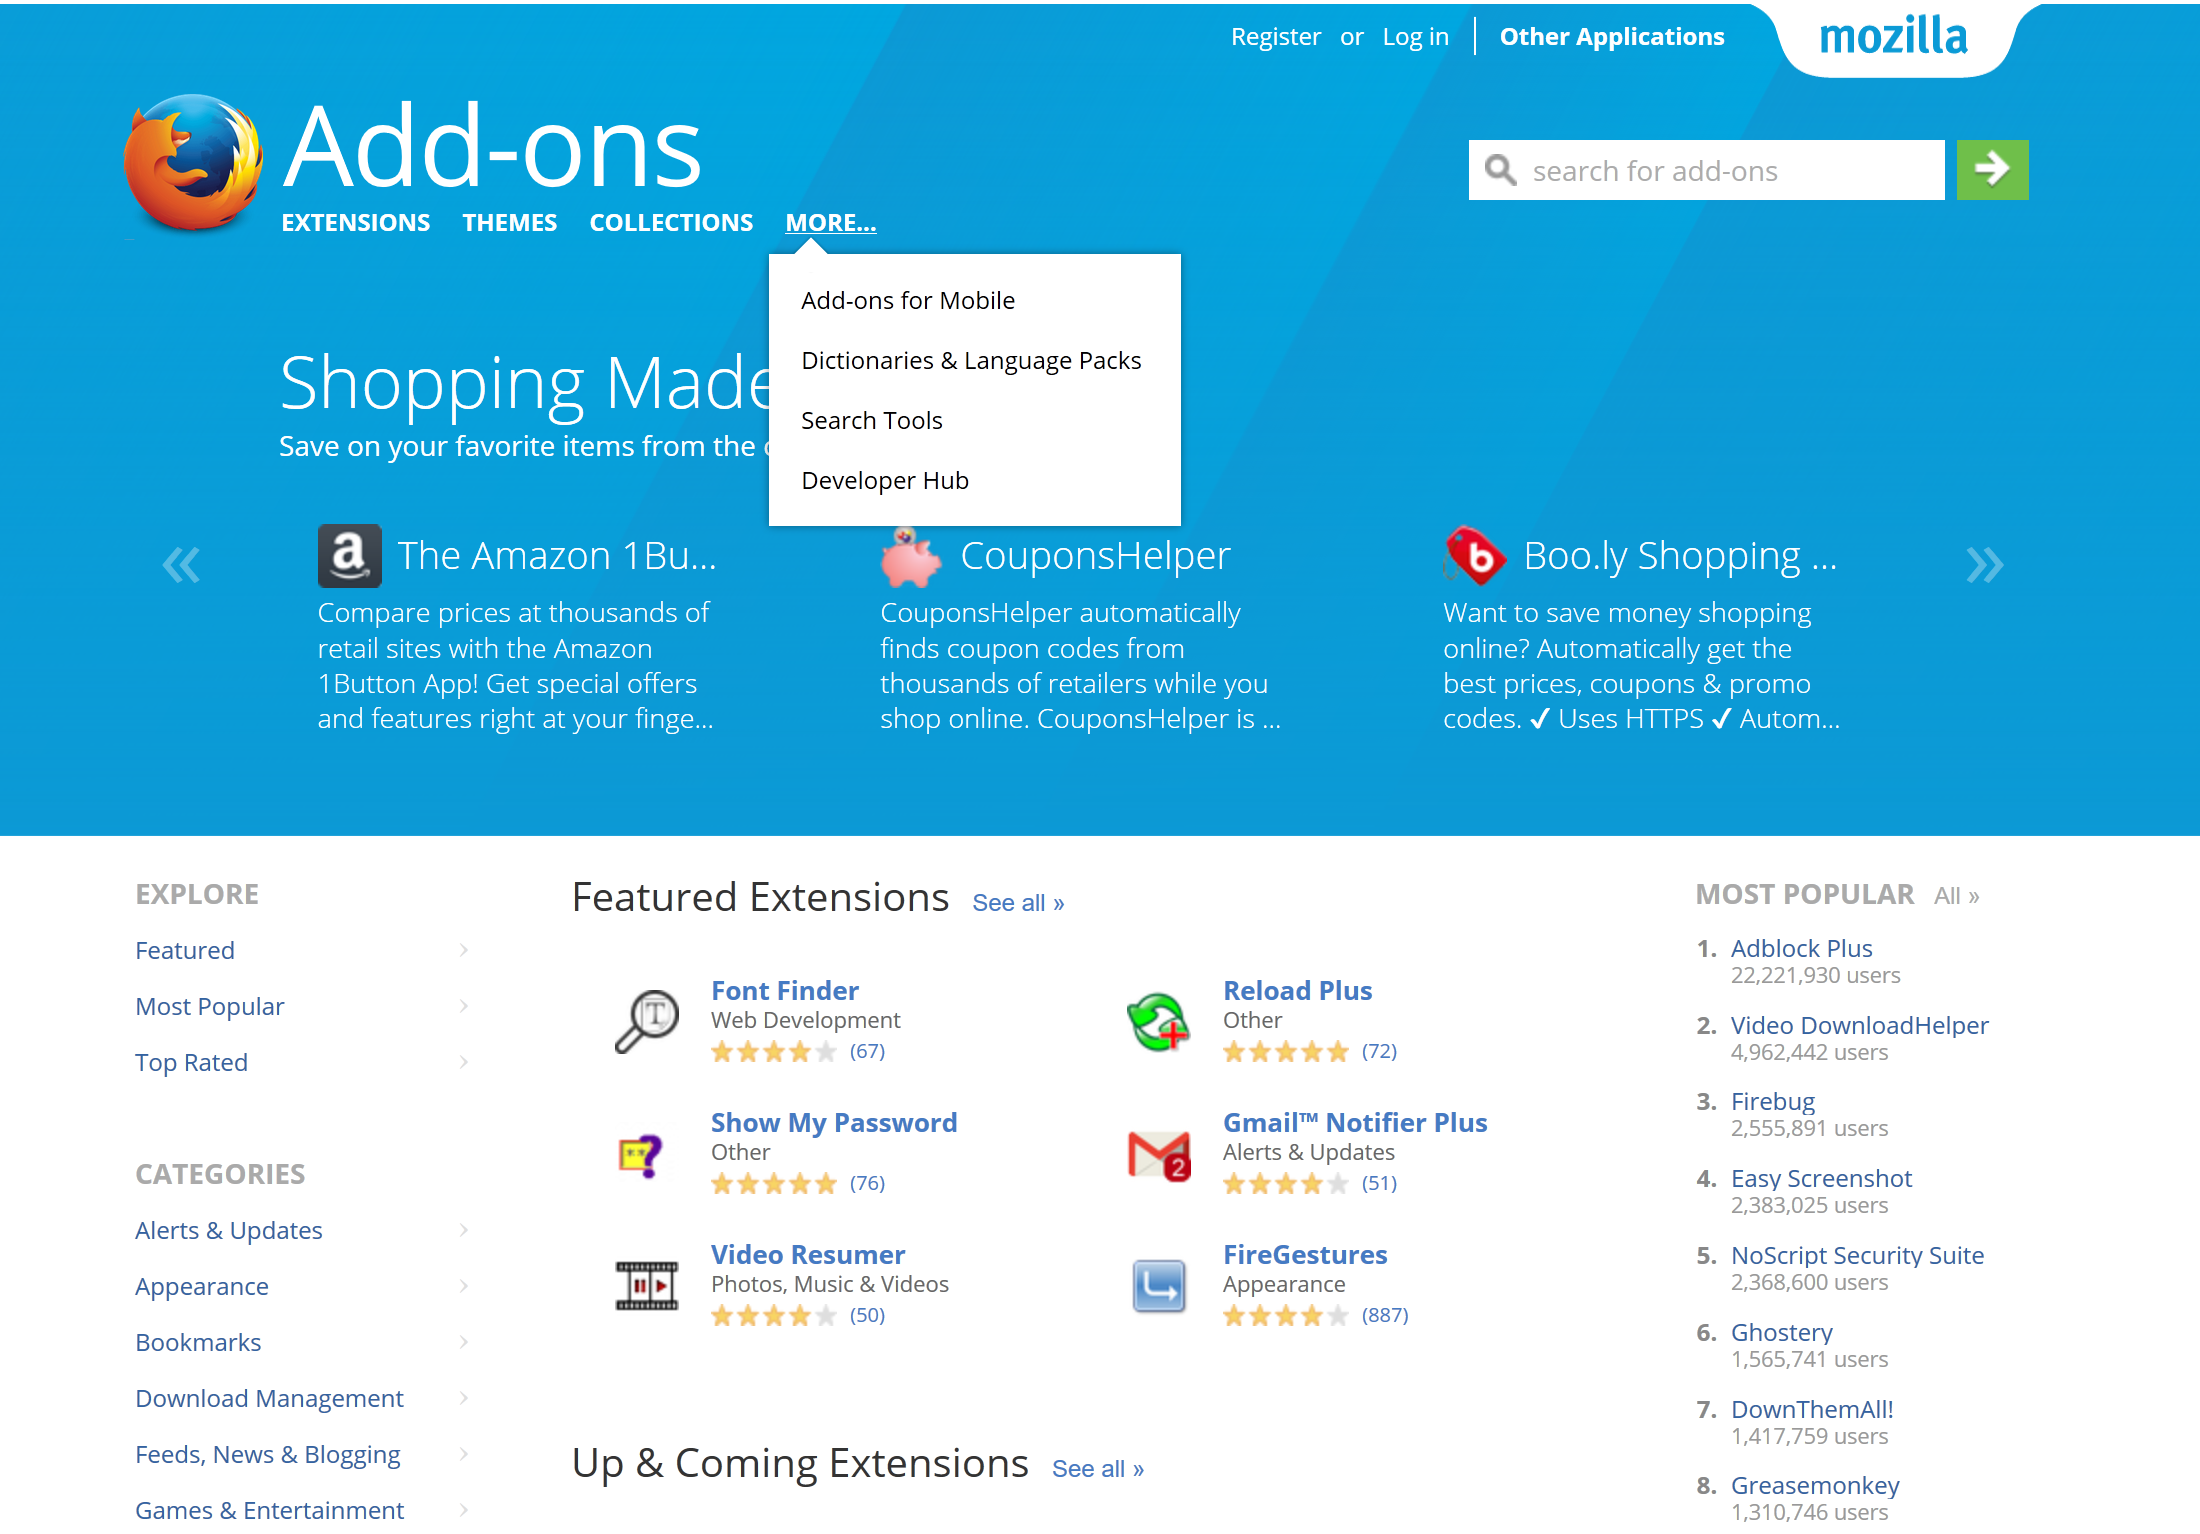 Register or Log in Other Applications mozilla
Add-ons
search for add-ons
EXTENSIONS THEMES COLLECTIONS MORE...
Add-ons for Mobile
Dictionaries & Language Packs
Search Tools
Developer Hub
Shopping Made
Save on your favorite items from the
The Amazon 1Bu...
Compare prices at thousands of
retail sites with the Amazon
1Button App! Get special offers
and features right at your finge...
CouponsHelper
CouponsHelper automatically
finds coupon codes from
thousands of retailers while you
shop online. CouponsHelper is ...
Boo.ly Shopping ...
Want to save money shopping
online? Automatically get the
best prices, coupons & promo
codes. ✓ Uses HTTPS ✓ Autom...
EXPLORE
Featured
Most Popular
Top Rated
CATEGORIES
Alerts & Updates
Appearance
Bookmarks
Download Management
Feeds, News & Blogging
Games & Entertainment
Featured Extensions See all »
Font Finder
Web Development
(67)
Reload Plus
Other
(72)
Show My Password
Other
(76)
Gmail™ Notifier Plus
Alerts & Updates
(51)
Video Resumer
Photos, Music & Videos
(50)
FireGestures
Appearance
(887)
Up & Coming Extensions See all »
MOST POPULAR All »
1. Adblock Plus
22,221,930 users
2. Video DownloadHelper
4,962,442 users
3. Firebug
2,555,891 users
4. Easy Screenshot
2,383,025 users
5. NoScript Security Suite
2,368,600 users
6. Ghostery
1,565,741 users
7. DownThemAll!
1,417,759 users
8. Greasemonkey
1,310,746 users